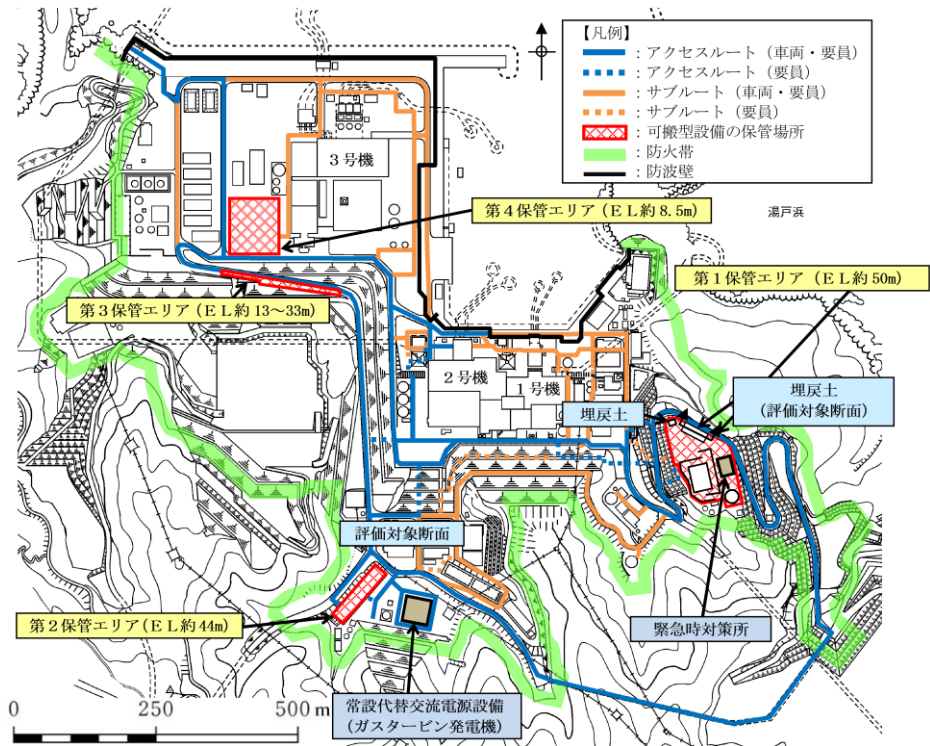 【凡例】
：アクセスルート（車両・要員）
：アクセスルート（要員）
：サブルート（車両・要員）
：サブルート（要員）
：可搬型設備の保管場所
：防火帯
：防波壁
3号機
第４保管エリア（ＥＬ約8.5m）
湯戸浜
第１保管エリア（ＥＬ約50m）
第３保管エリア（ＥＬ約13～33m）
2号機
1号機
埋戻土
埋戻土
（評価対象断面）
評価対象断面
第２保管エリア（ＥＬ約44m）
緊急時対策所
常設代替交流電源設備
（ガスタービン発電機）
0 250 500 m